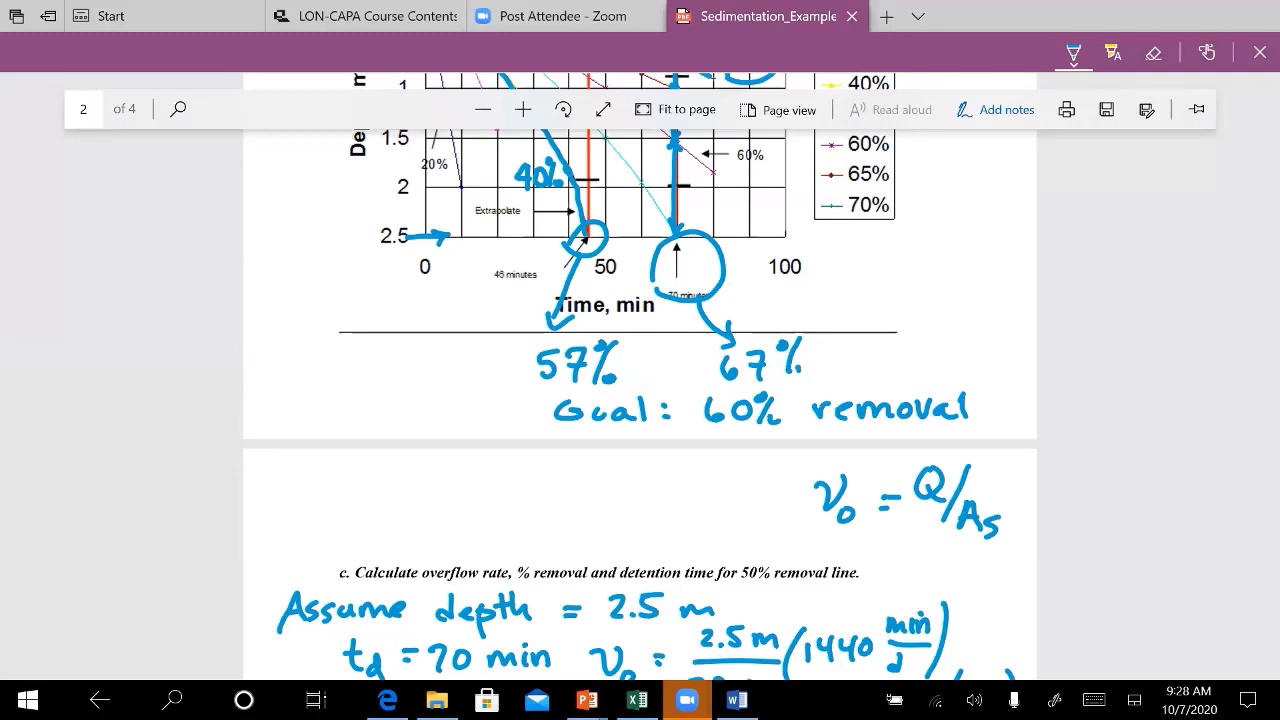 Start
LON-CAPA Course Contents
Post Attendee - Zoom
Sedimentation_Example
2 of 4
Fit to page
Page view
Read aloud
Add notes
1
40%
1.5
20%
60%
60%
40%
65%
2
70%
Extrapolate
2.5
0
46 minutes
50
70 minutes
100
Time, min
57%
67%
Goal: 60% removal
v₀ = Q/As
c. Calculate overflow rate, % removal and detention time for 50% removal line.
Assume depth = 2.5 m
td = 70 min v₀ = 2.5 m (1440 min/d)
9:28 AM
10/7/2020